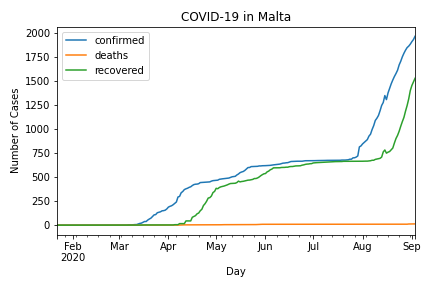 COVID-19 in Malta
confirmed
deaths
recovered
Number of Cases
2000
1750
1500
1250
1000
750
500
250
0
Feb Mar Apr May Jun Jul Aug Sep
2020
Day